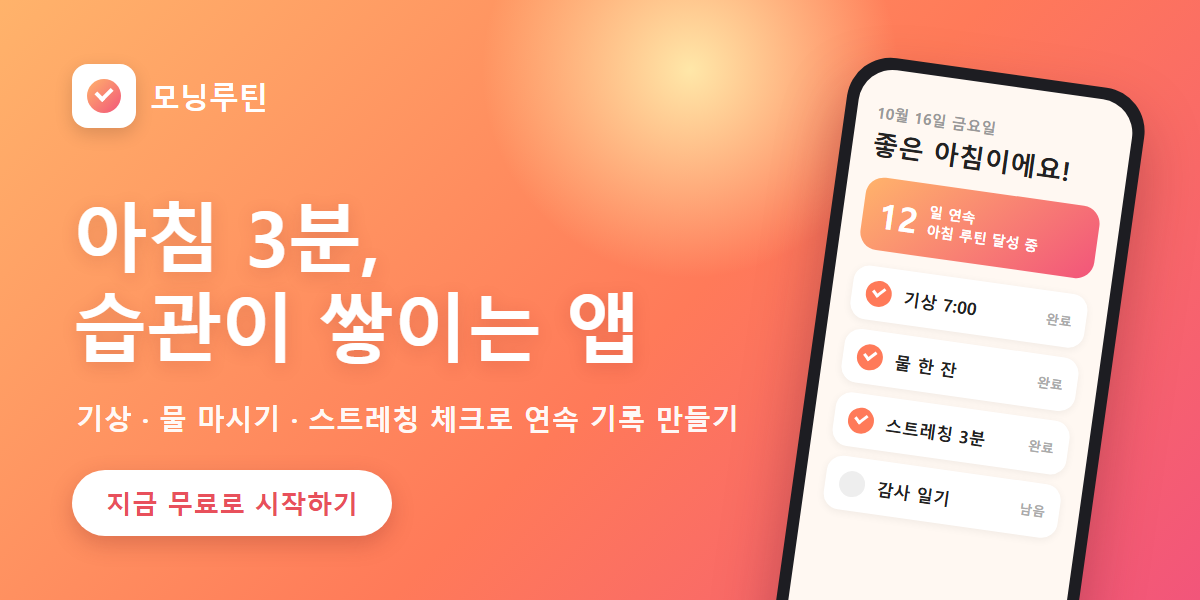 모닝루틴
아침 3분,
습관이 쌓이는 앱
기상 · 물 마시기 · 스트레칭 체크로 연속 기록 만들기
지금 무료로 시작하기
10월 16일 금요일
좋은 아침이에요!
12
일 연속
아침 루틴 달성 중
기상 7:00 완료
물 한 잔 완료
스트레칭 3분 완료
감사 일기 남음